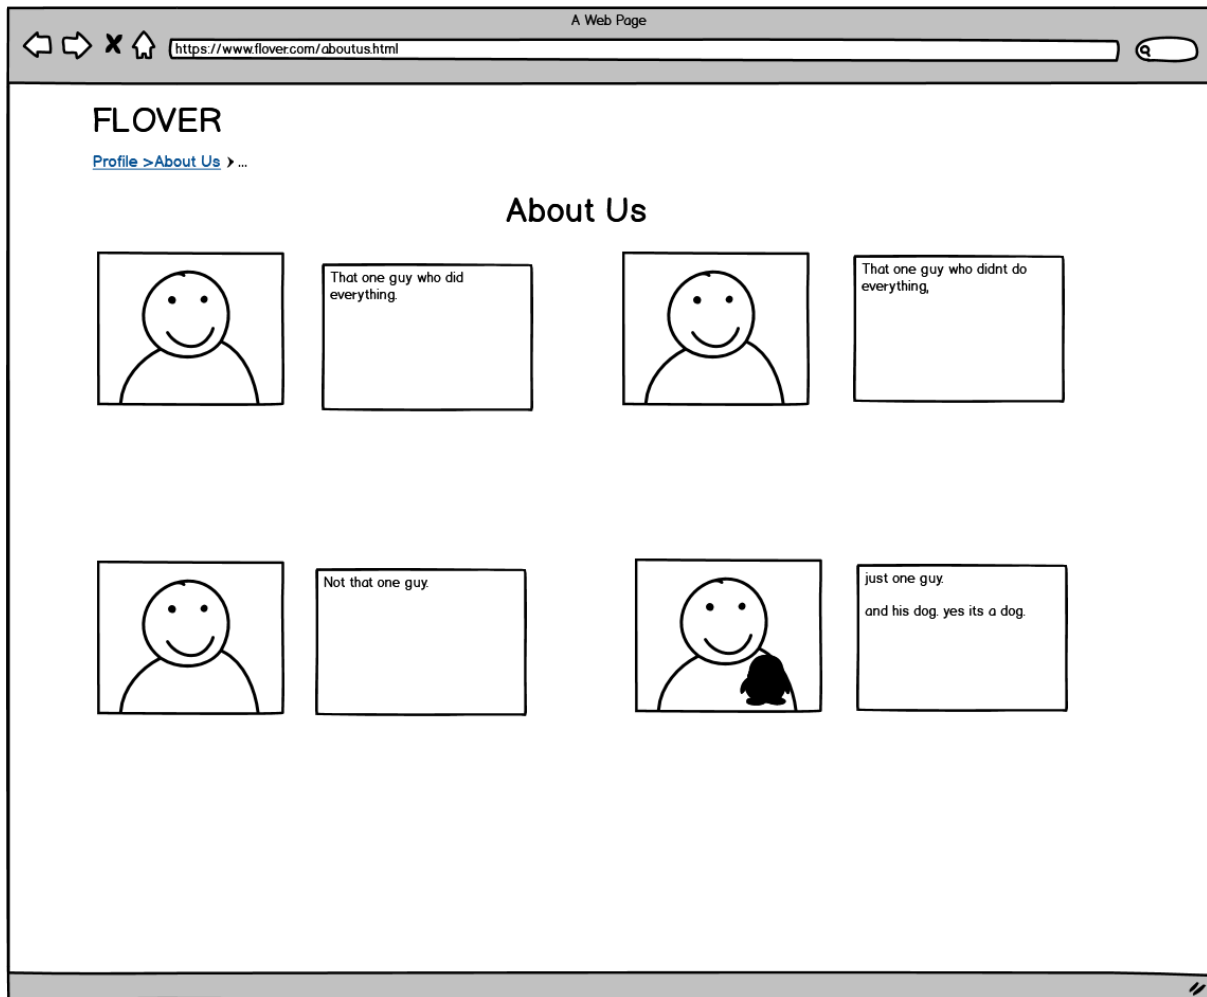 A Web Page
https://www.flover.com/aboutus.html
FLOVER
Profile >About Us > ...
About Us
That one guy who did
everything.
That one guy who didnt do
everything,
Not that one guy.
just one guy.
and his dog. yes its a dog.